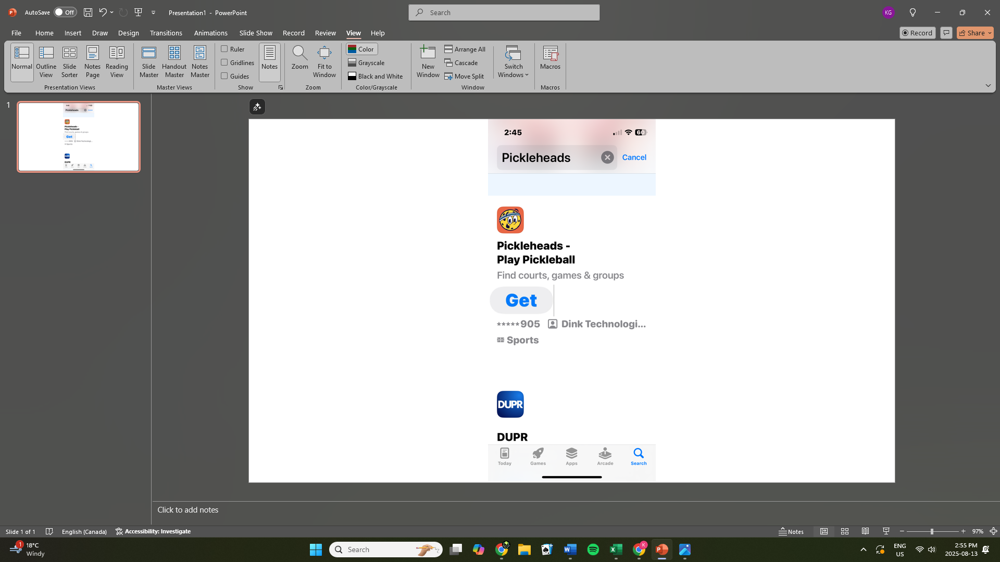 AutoSave Off Presentation1 - PowerPoint Search KG
File Home Insert Draw Design Transitions Animations Slide Show Record Review View Help Record Share
Normal Outline View Slide Sorter Notes Page Reading View
Presentation Views
Slide Master Handout Master Notes Master
Master Views
Ruler
Gridlines
Guides
Notes
Show
Zoom Fit to Window
Zoom
Color
Grayscale
Black and White
Color/Grayscale
New Window
Arrange All
Cascade
Move Split
Switch Windows
Window
Macros
Macros
1
2:45 60
Pickleheads Cancel
Pickleheads -
Play Pickleball
Find courts, games & groups
Get
★★★★★905 Dink Technologi...
Sports
DUPR
DUPR
Today Games Apps Arcade Search
Click to add notes
Slide 1 of 1 English (Canada) Accessibility: Investigate Notes 97%
1 18°C
Windy
Search
ENG
US
2:55 PM
2025-08-13